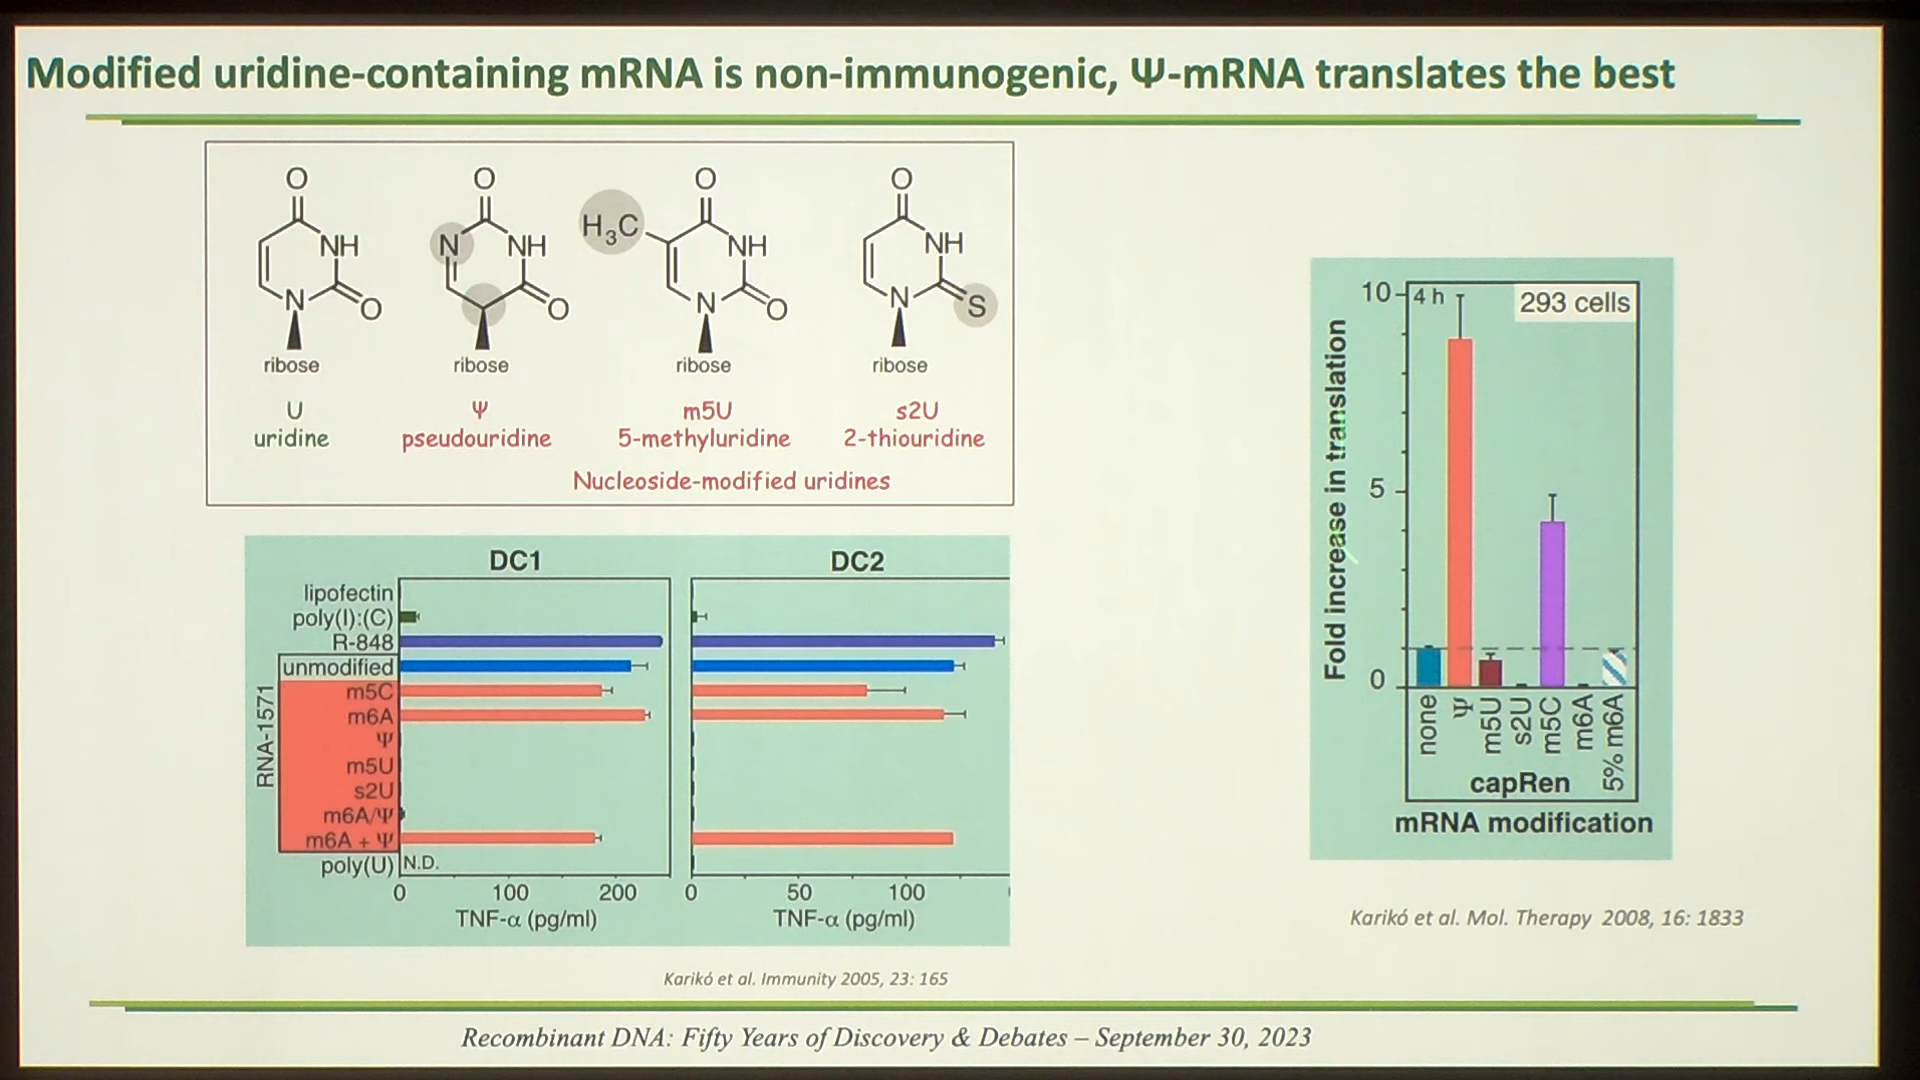 Modified uridine-containing mRNA is non-immunogenic, Ψ-mRNA translates the best
O
NH
N
O
ribose
U
uridine
O
N
NH
O
ribose
Ψ
pseudouridine
O
H3C
NH
N
O
ribose
m5U
5-methyluridine
O
NH
N
S
ribose
s2U
2-thiouridine
Nucleoside-modified uridines
DC1
DC2
lipofectin
poly(I):(C)
R-848
RNA-1571
unmodified
m5C
m6A
Ψ
m5U
s2U
m6A/Ψ
m6A + Ψ
poly(U)
N.D.
0
100
200
TNF-α (pg/ml)
0
50
100
TNF-α (pg/ml)
Karikó et al. Immunity 2005, 23: 165
Fold increase in translation
10
5
0
4 h
293 cells
none
Ψ
m5U
s2U
m5C
m6A
5% m6A
capRen
mRNA modification
Karikó et al. Mol. Therapy 2008, 16: 1833
Recombinant DNA: Fifty Years of Discovery & Debates – September 30, 2023